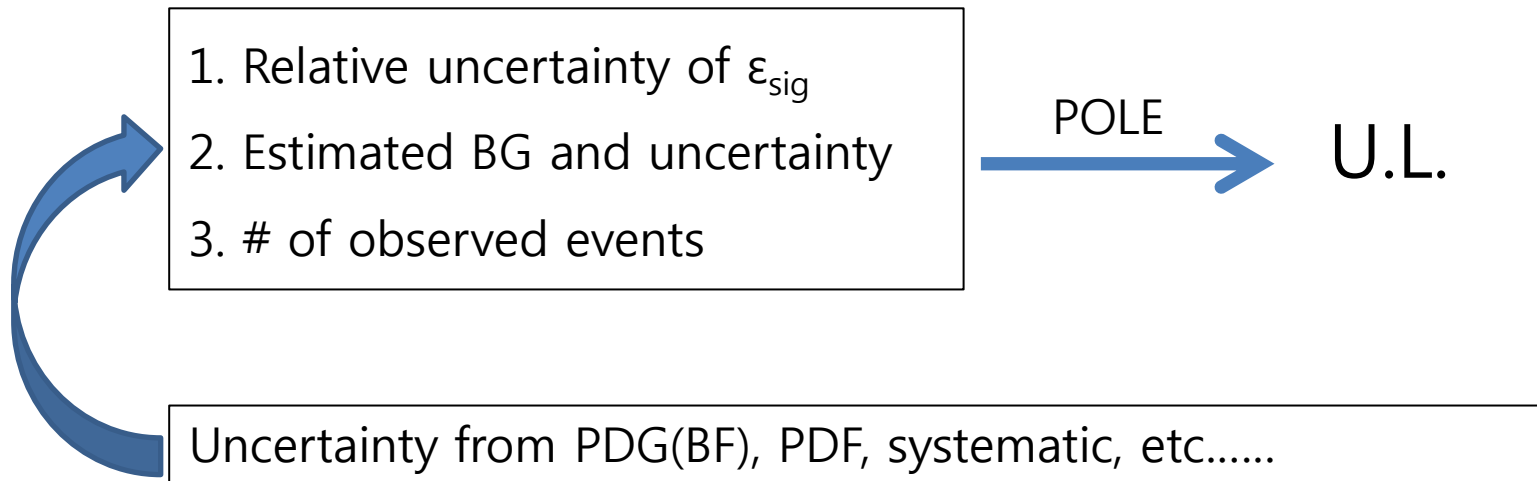 1. Relative uncertainty of εsig
2. Estimated BG and uncertainty
3. # of observed events
POLE
U.L.
Uncertainty from PDG(BF), PDF, systematic, etc......